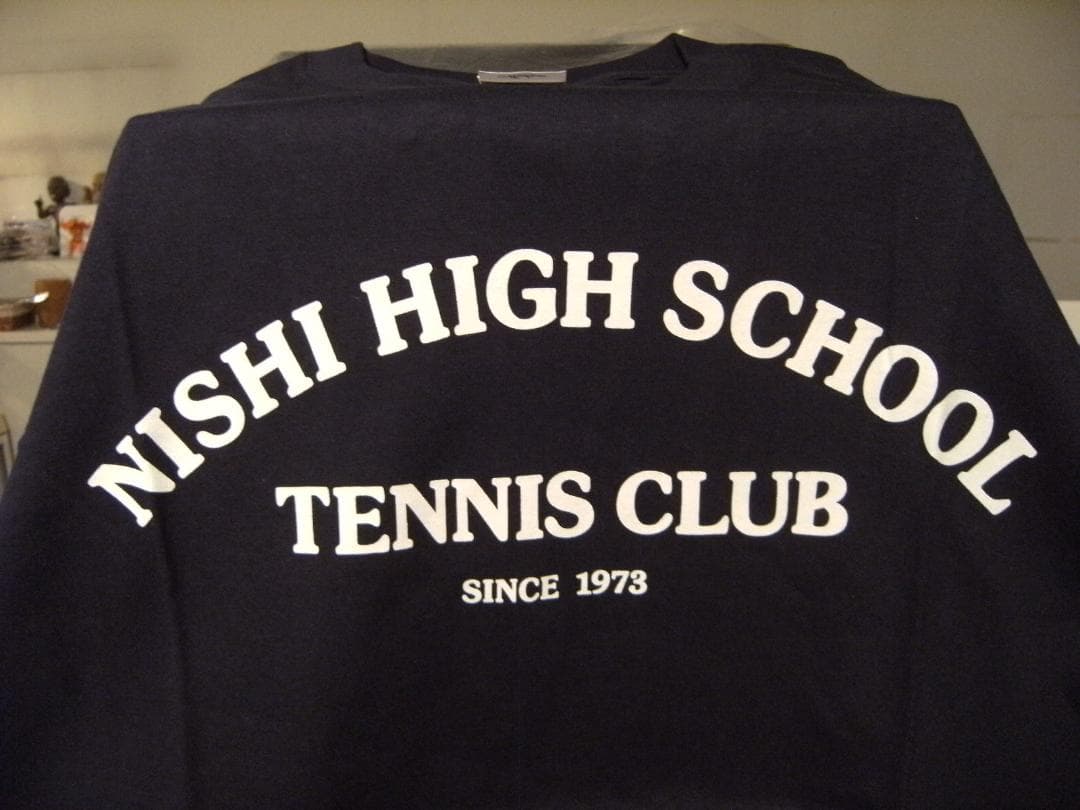 NISHI HIGH SCHOOL
TENNIS CLUB
SINCE 1973